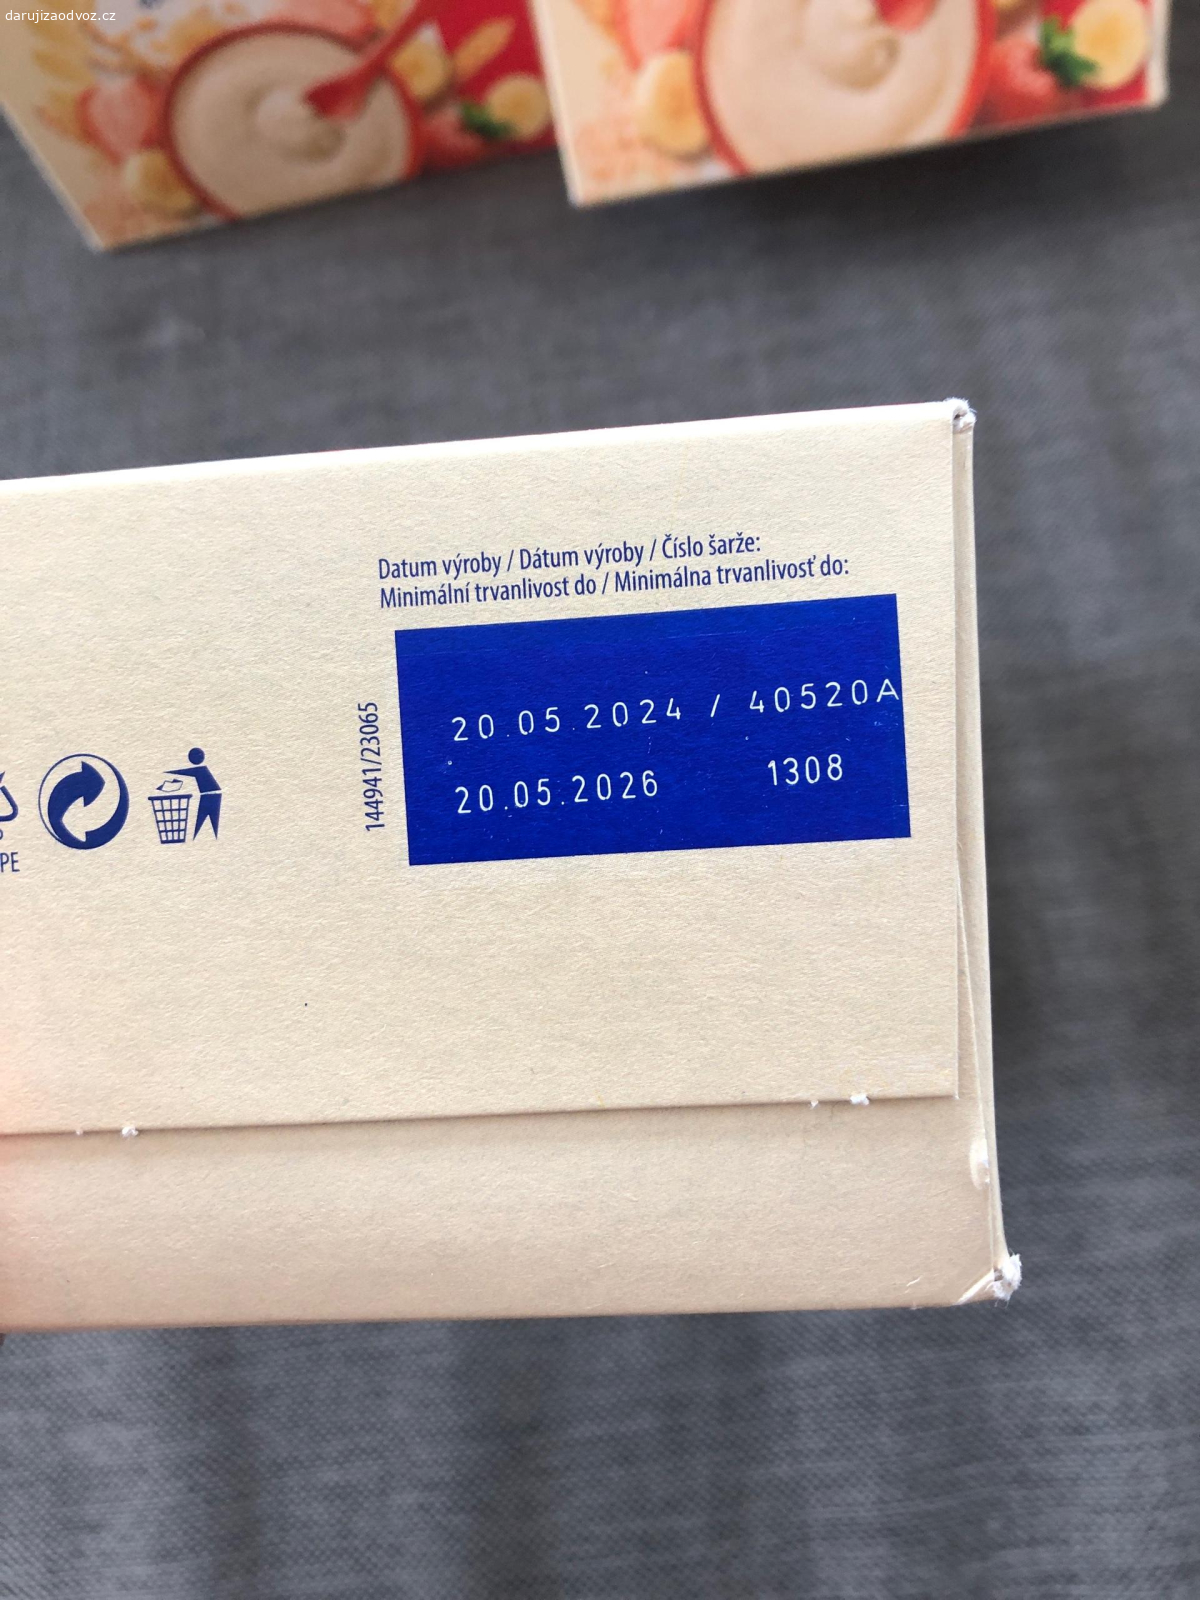 darujizaodvoz.cz
Datum výroby / Dátum výroby / Číslo šarže:
Minimální trvanlivost do / Minimálna trvanlivosť do:
20.05.2024 / 40520A
20.05.2026 1308
144941/23065
PE